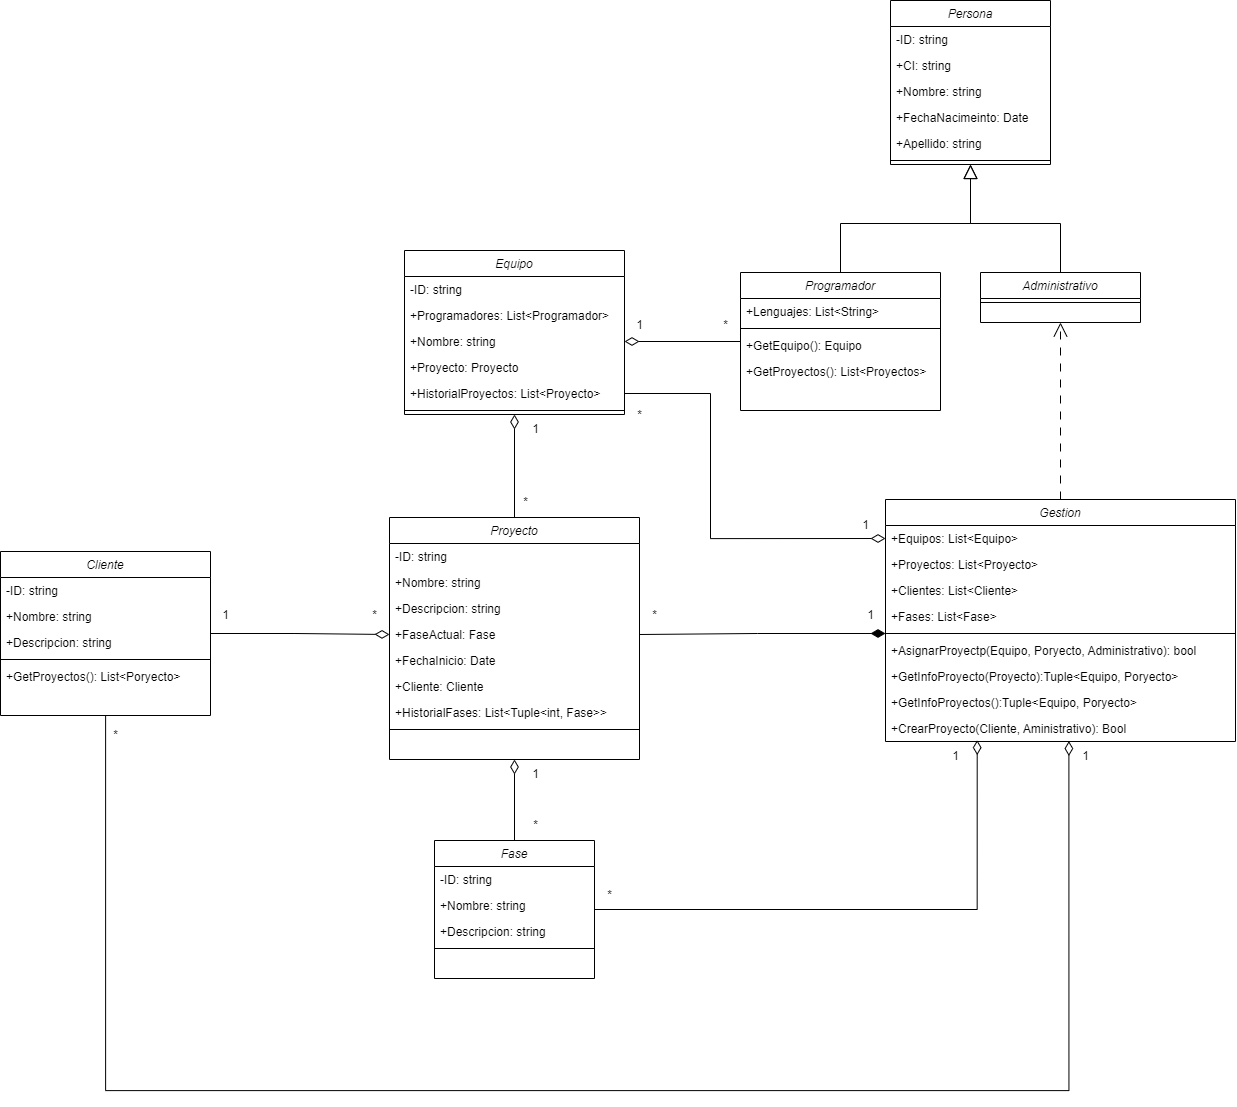 Persona
-ID: string
+CI: string
+Nombre: string
+FechaNacimeinto: Date
+Apellido: string
Equipo
-ID: string
+Programadores: List<Programador>
+Nombre: string
+Proyecto: Proyecto
+HistorialProyectos: List<Proyecto>
1
*
Programador
+Lenguajes: List<String>
+GetEquipo(): Equipo
+GetProyectos(): List<Proyectos>
Administrativo
*
1
*
1
Gestion
+Equipos: List<Equipo>
+Proyectos: List<Proyecto>
+Clientes: List<Cliente>
+Fases: List<Fase>
+AsignarProyectp(Equipo, Poryecto, Administrativo): bool
+GetInfoProyecto(Proyecto):Tuple<Equipo, Poryecto>
+GetInfoProyectos():Tuple<Equipo, Poryecto>
+CrearProyecto(Cliente, Aministrativo): Bool
Proyecto
-ID: string
+Nombre: string
+Descripcion: string
+FaseActual: Fase
+FechaInicio: Date
+Cliente: Cliente
+HistorialFases: List<Tuple<int, Fase>>
Cliente
-ID: string
+Nombre: string
+Descripcion: string
+GetProyectos(): List<Poryecto>
1
*
*
1
*
1
1
1
*
Fase
-ID: string
+Nombre: string
+Descripcion: string
*